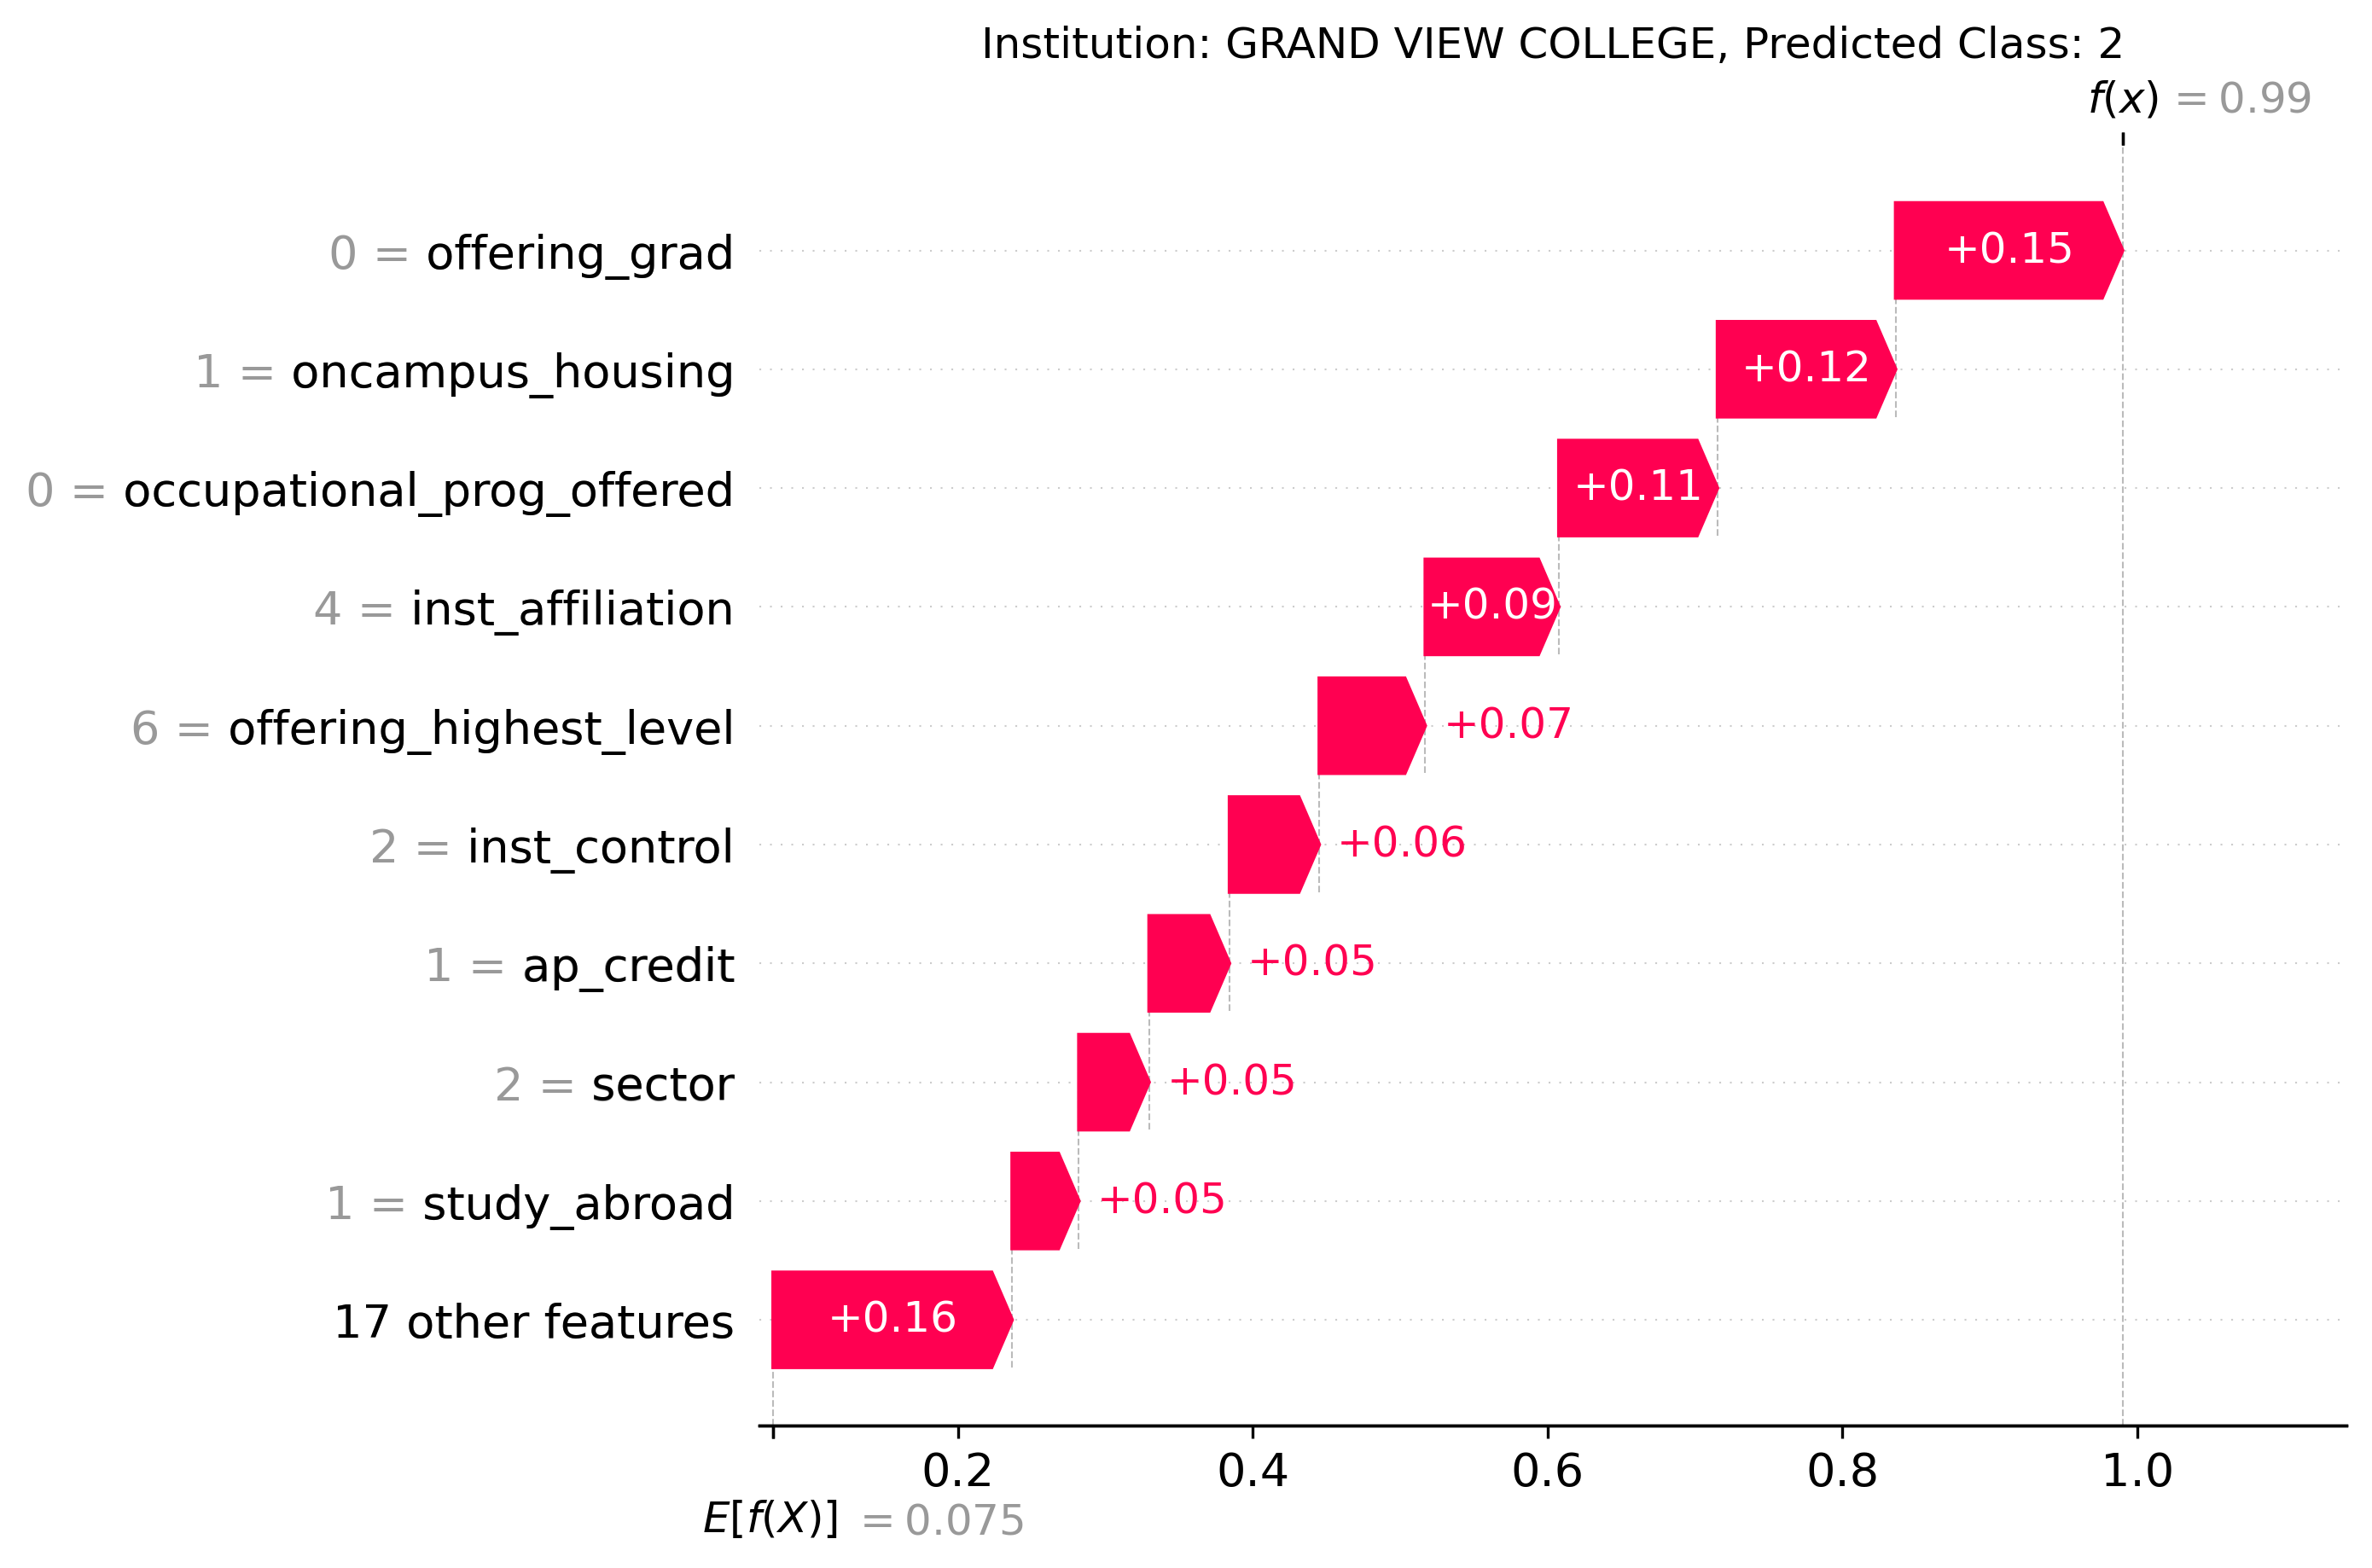 Institution: GRAND VIEW COLLEGE, Predicted Class: 2
f(x) = 0.99
0 = offering_grad +0.15
1 = oncampus_housing +0.12
0 = occupational_prog_offered +0.11
4 = inst_affiliation +0.09
6 = offering_highest_level +0.07
2 = inst_control +0.06
1 = ap_credit +0.05
2 = sector +0.05
1 = study_abroad +0.05
17 other features +0.16
0.2 0.4 0.6 0.8 1.0
E[f(X)] = 0.075